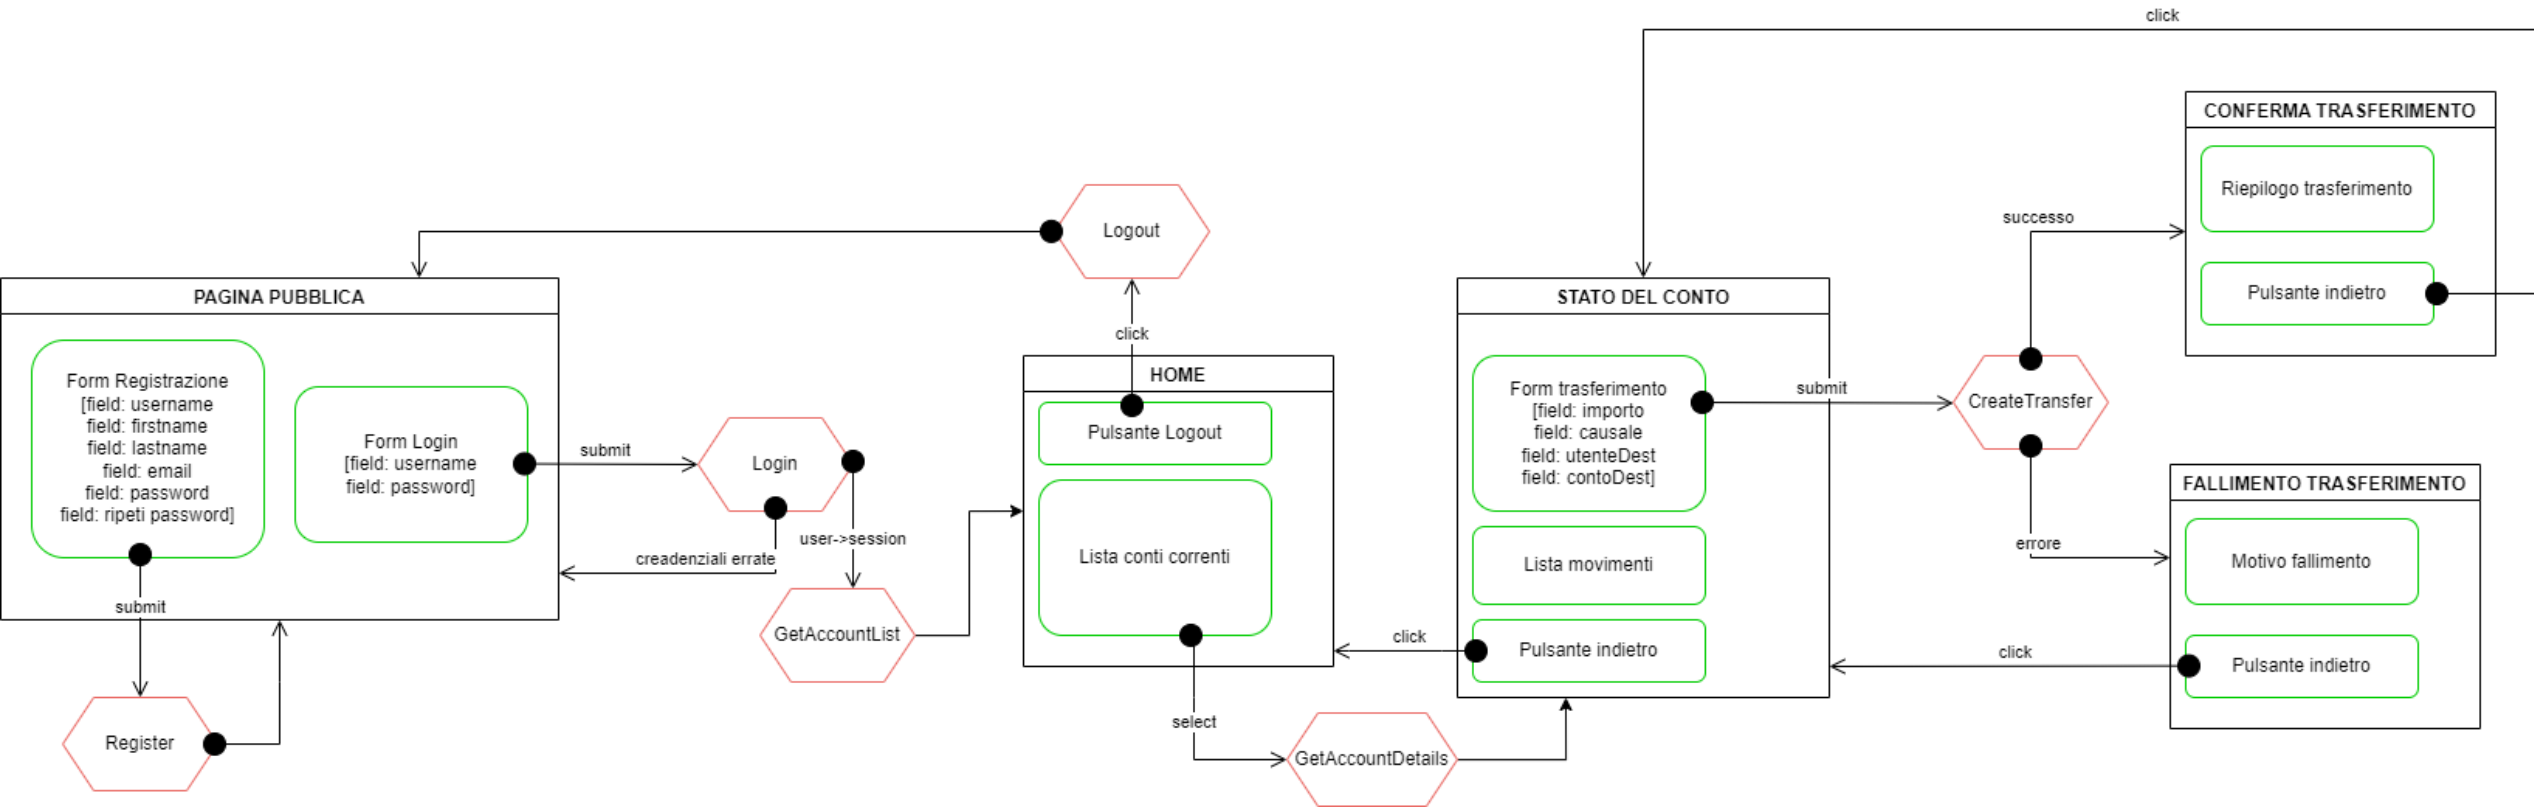 click
CONFERMA TRASFERIMENTO
Riepilogo trasferimento
Pulsante indietro
successo
Logout
click
PAGINA PUBBLICA
Form Registrazione
[field: username
field: firstname
field: lastname
field: email
field: password
field: ripeti password]
Form Login
[field: username
field: password]
submit
submit
Login
creadenziali errate
user->session
GetAccountList
Register
HOME
Pulsante Logout
Lista conti correnti
select
GetAccountDetails
click
STATO DEL CONTO
Form trasferimento
[field: importo
field: causale
field: utenteDest
field: contoDest]
Lista movimenti
Pulsante indietro
submit
CreateTransfer
errore
FALLIMENTO TRASFERIMENTO
Motivo fallimento
Pulsante indietro
click